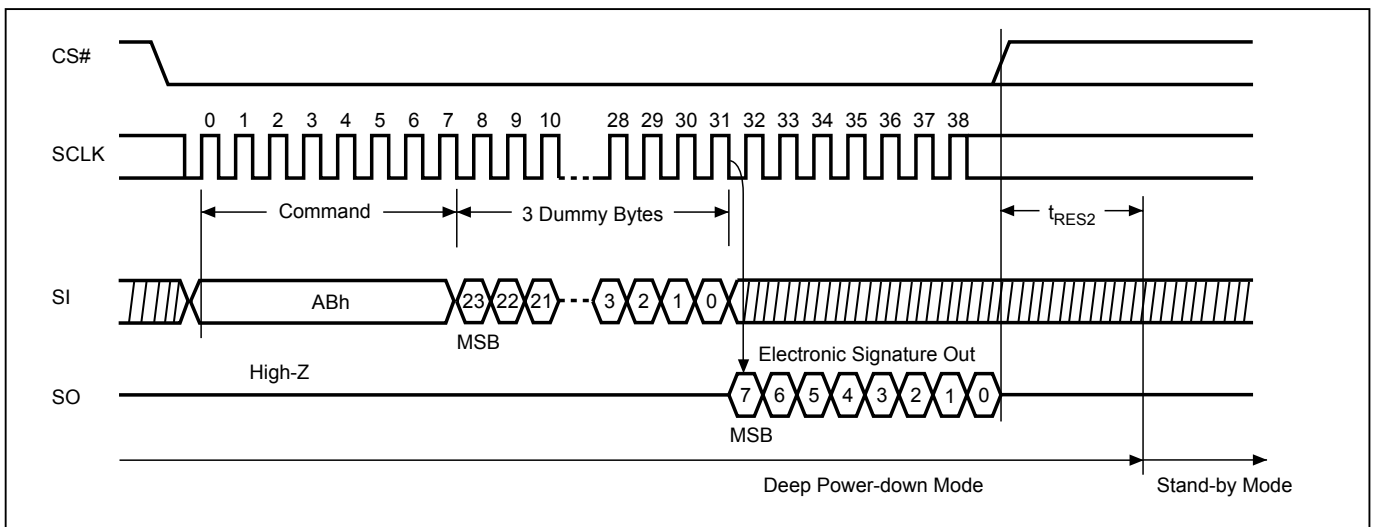 CS#
0 1 2 3 4 5 6 7 8 9 10 28 29 30 31 32 33 34 35 36 37 38
SCLK
Command
3 Dummy Bytes
tRES2
SI
ABh
23 22 21 3 2 1 0
MSB
Electronic Signature Out
High-Z
SO
7 6 5 4 3 2 1 0
MSB
Deep Power-down Mode
Stand-by Mode